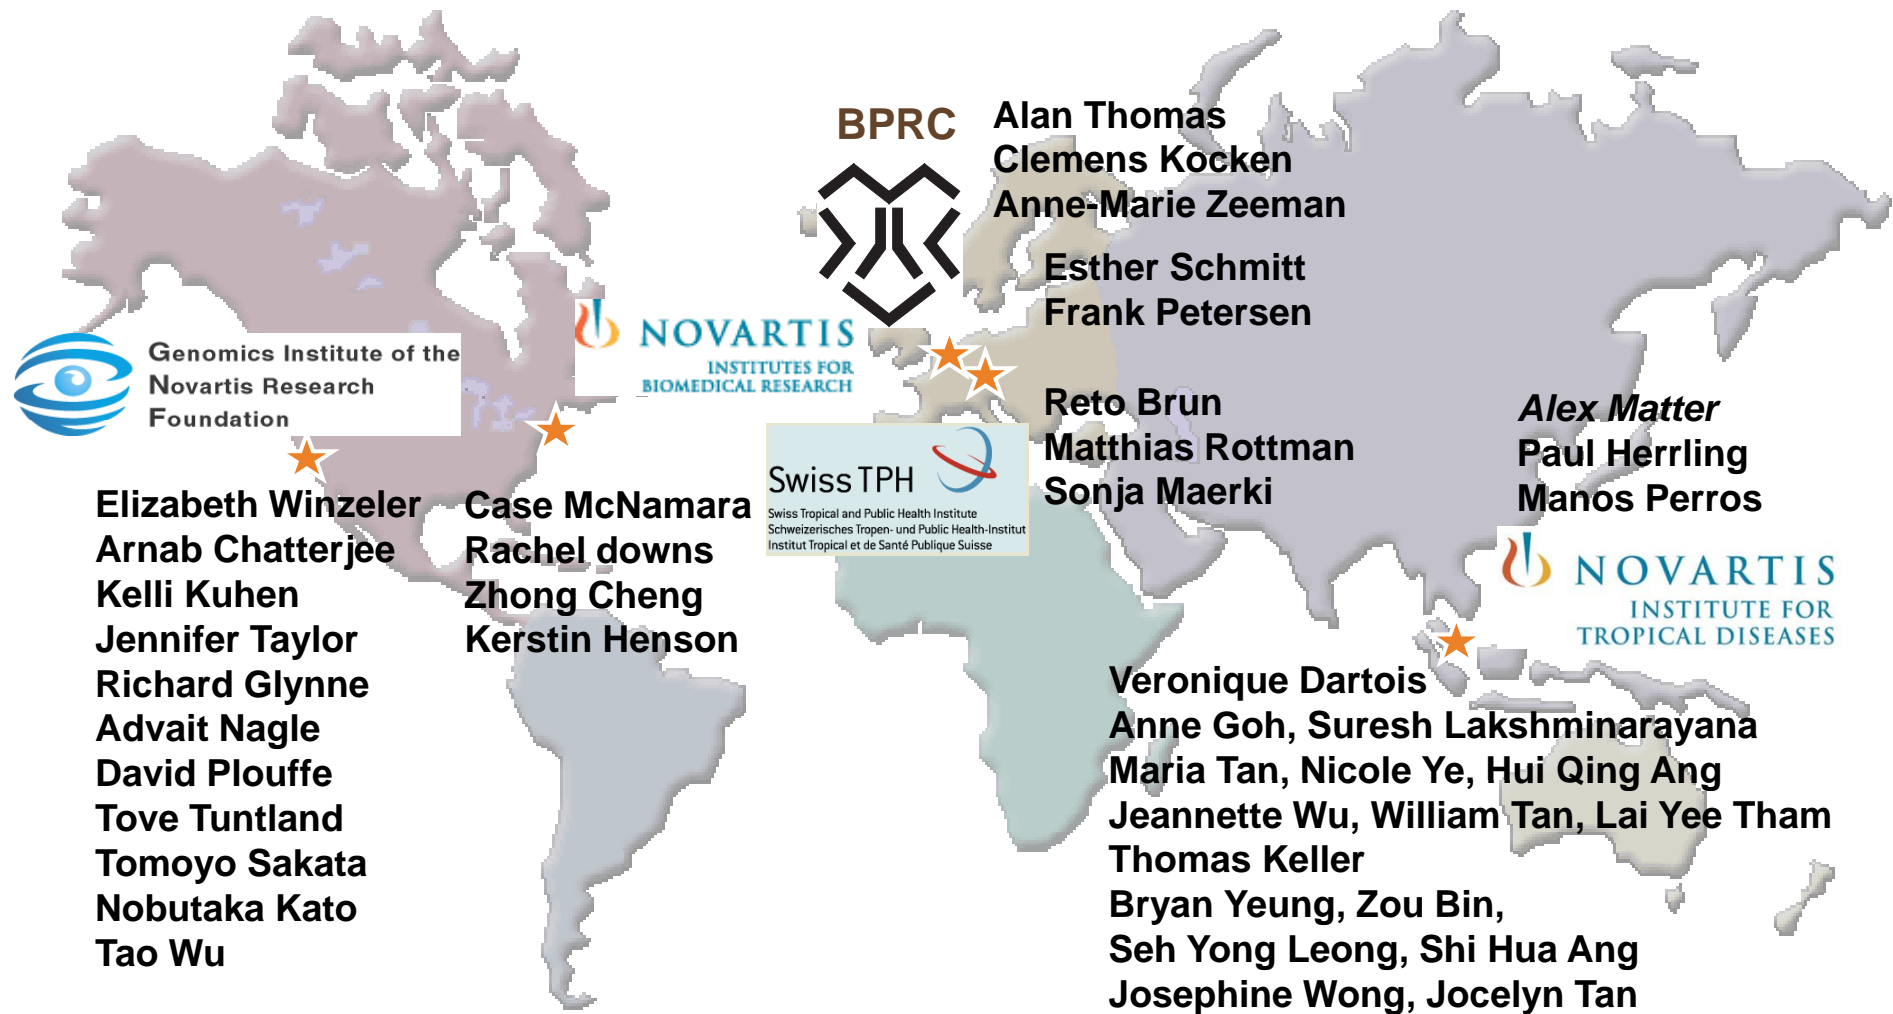 BPRC
Alan Thomas
Clemens Kocken
Anne-Marie Zeeman
Esther Schmitt
Frank Petersen
Genomics Institute of the
Novartis Research
Foundation
NOVARTIS
INSTITUTES FOR
BIOMEDICAL RESEARCH
Reto Brun
Matthias Rottman
Sonja Maerki
Swiss TPH
Swiss Tropical and Public Health Institute
Schweizerisches Tropen- und Public Health-Institut
Institut Tropical et de Santé Publique Suisse
Alex Matter
Paul Herrling
Manos Perros
NOVARTIS
INSTITUTE FOR
TROPICAL DISEASES
Elizabeth Winzeler
Arnab Chatterjee
Kelli Kuhen
Jennifer Taylor
Richard Glynne
Advait Nagle
David Plouffe
Tove Tuntland
Tomoyo Sakata
Nobutaka Kato
Tao Wu
Case McNamara
Rachel downs
Zhong Cheng
Kerstin Henson
Veronique Dartois
Anne Goh, Suresh Lakshminarayana
Maria Tan, Nicole Ye, Hui Qing Ang
Jeannette Wu, William Tan, Lai Yee Tham
Thomas Keller
Bryan Yeung, Zou Bin,
Seh Yong Leong, Shi Hua Ang
Josephine Wong, Jocelyn Tan